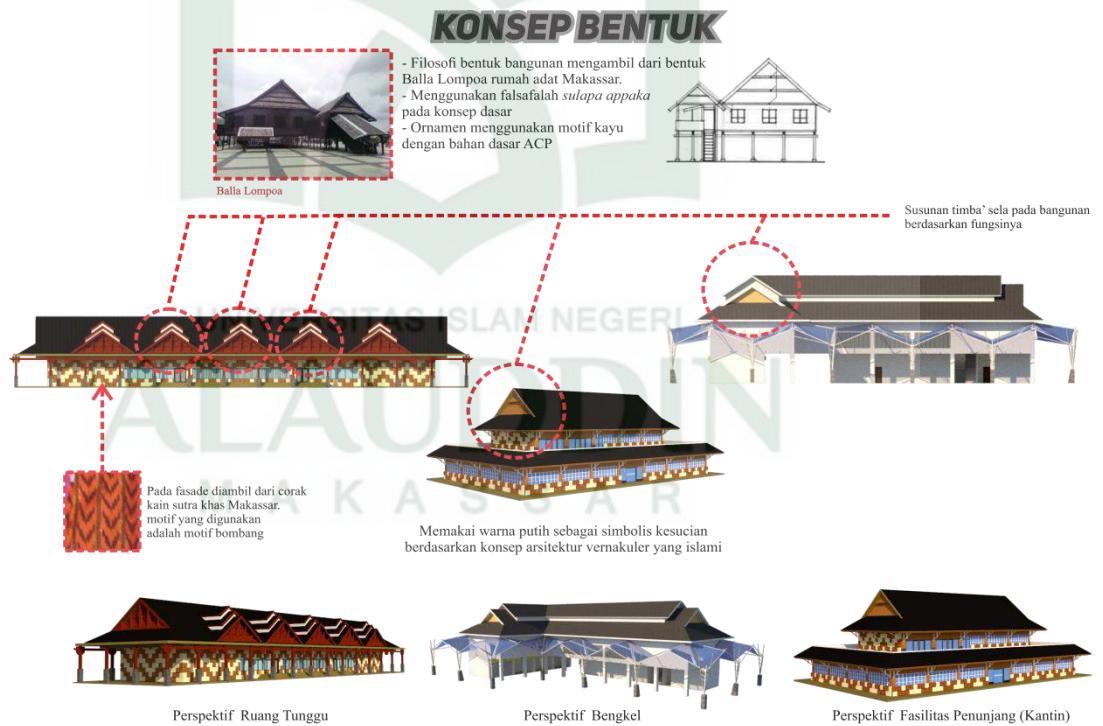 KONSEP BENTUK
- Filosofi bentuk bangunan mengambil dari bentuk
Balla Lompoa rumah adat Makassar.
- Menggunakan falsafalah sulapa appaka
pada konsep dasar
- Ornamen menggunakan motif kayu
dengan bahan dasar ACP
Balla Lompoa
Susunan timba’ sela pada bangunan
berdasarkan fungsinya
UNIVERSITAS ISLAM NEGERI
ALAUDDIN
MAKASSAR
Pada fasade diambil dari corak
kain sutra khas Makassar.
motif yang digunakan
adalah motif bombang
Memakai warna putih sebagai simbolis kesucian
berdasarkan konsep arsitektur vernakuler yang islami
Perspektif Ruang Tunggu
Perspektif Bengkel
Perspektif Fasilitas Penunjang (Kantin)